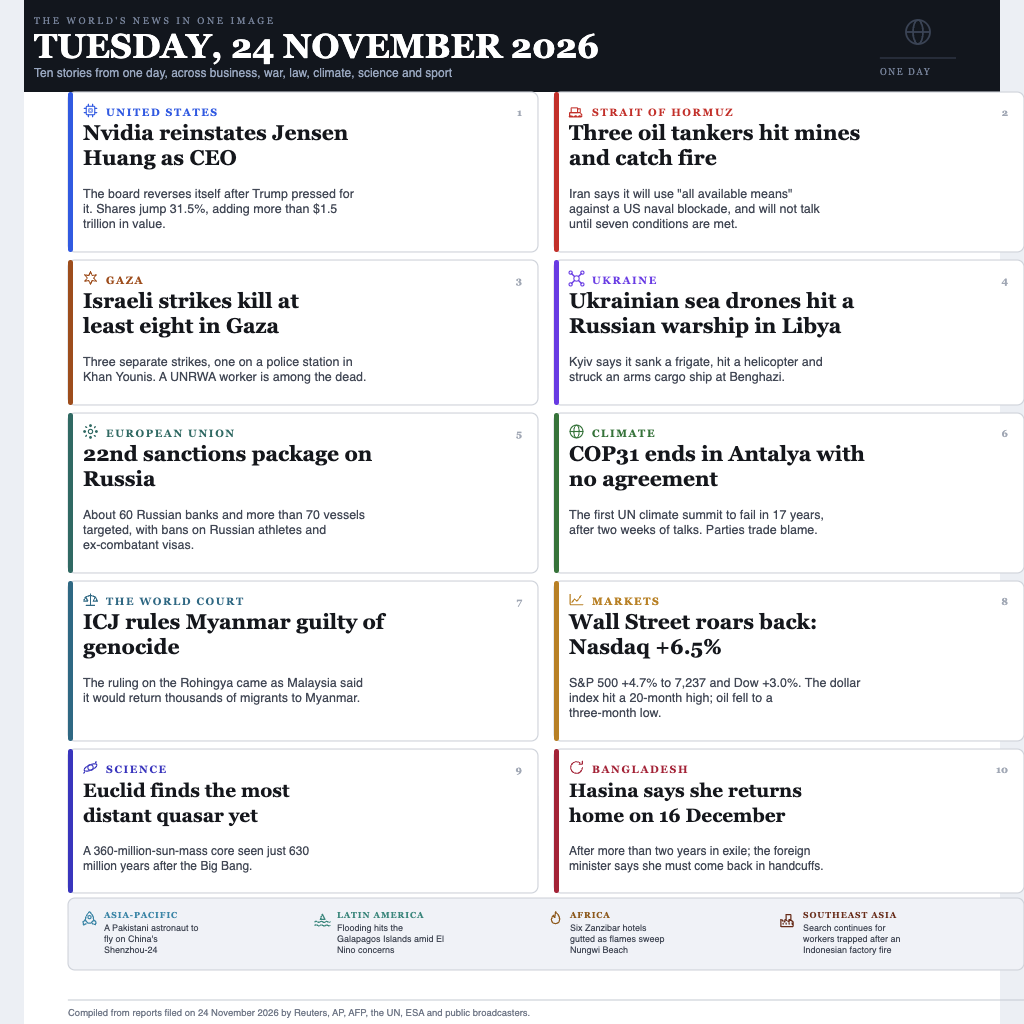 THE WORLD'S NEWS IN ONE IMAGE
TUESDAY, 24 NOVEMBER 2026
Ten stories from one day, across business, war, law, climate, science and sport
ONE DAY
UNITED STATES
1
Nvidia reinstates Jensen
Huang as CEO
The board reverses itself after Trump pressed for
it. Shares jump 31.5%, adding more than $1.5
trillion in value.
STRAIT OF HORMUZ
2
Three oil tankers hit mines
and catch fire
Iran says it will use "all available means"
against a US naval blockade, and will not talk
until seven conditions are met.
GAZA
3
Israeli strikes kill at
least eight in Gaza
Three separate strikes, one on a police station in
Khan Younis. A UNRWA worker is among the dead.
UKRAINE
4
Ukrainian sea drones hit a
Russian warship in Libya
Kyiv says it sank a frigate, hit a helicopter and
struck an arms cargo ship at Benghazi.
EUROPEAN UNION
5
22nd sanctions package on
Russia
About 60 Russian banks and more than 70 vessels
targeted, with bans on Russian athletes and
ex-combatant visas.
CLIMATE
6
COP31 ends in Antalya with
no agreement
The first UN climate summit to fail in 17 years,
after two weeks of talks. Parties trade blame.
THE WORLD COURT
7
ICJ rules Myanmar guilty of
genocide
The ruling on the Rohingya came as Malaysia said
it would return thousands of migrants to Myanmar.
MARKETS
8
Wall Street roars back:
Nasdaq +6.5%
S&P 500 +4.7% to 7,237 and Dow +3.0%. The dollar
index hit a 20-month high; oil fell to a
three-month low.
SCIENCE
9
Euclid finds the most
distant quasar yet
A 360-million-sun-mass core seen just 630
million years after the Big Bang.
BANGLADESH
10
Hasina says she returns
home on 16 December
After more than two years in exile; the foreign
minister says she must come back in handcuffs.
ASIA-PACIFIC
A Pakistani astronaut to
fly on China's
Shenzhou-24
LATIN AMERICA
Flooding hits the
Galapagos Islands amid El
Nino concerns
AFRICA
Six Zanzibar hotels
gutted as flames sweep
Nungwi Beach
SOUTHEAST ASIA
Search continues for
workers trapped after an
Indonesian factory fire
Compiled from reports filed on 24 November 2026 by Reuters, AP, AFP, the UN, ESA and public broadcasters.